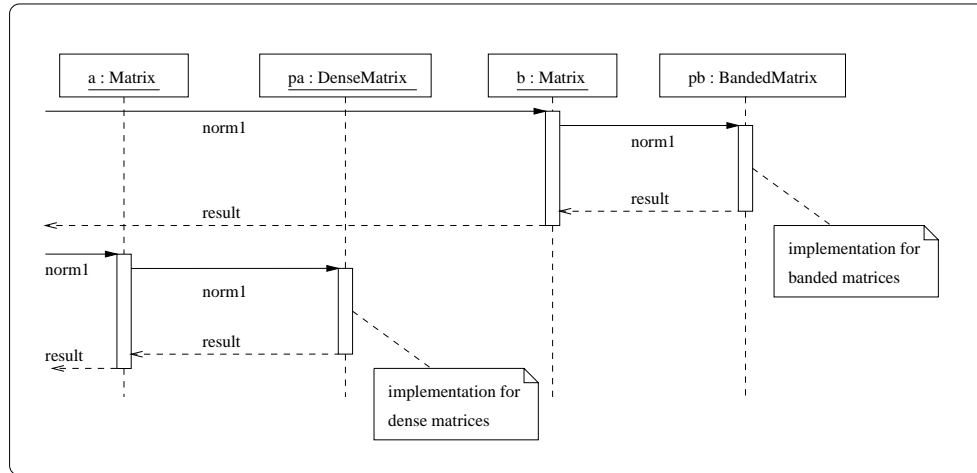 a : Matrix
pa : DenseMatrix
b : Matrix
pb : BandedMatrix
norm1
norm1
result
result
implementation for
banded matrices
norm1
norm1
result
result
implementation for
dense matrices